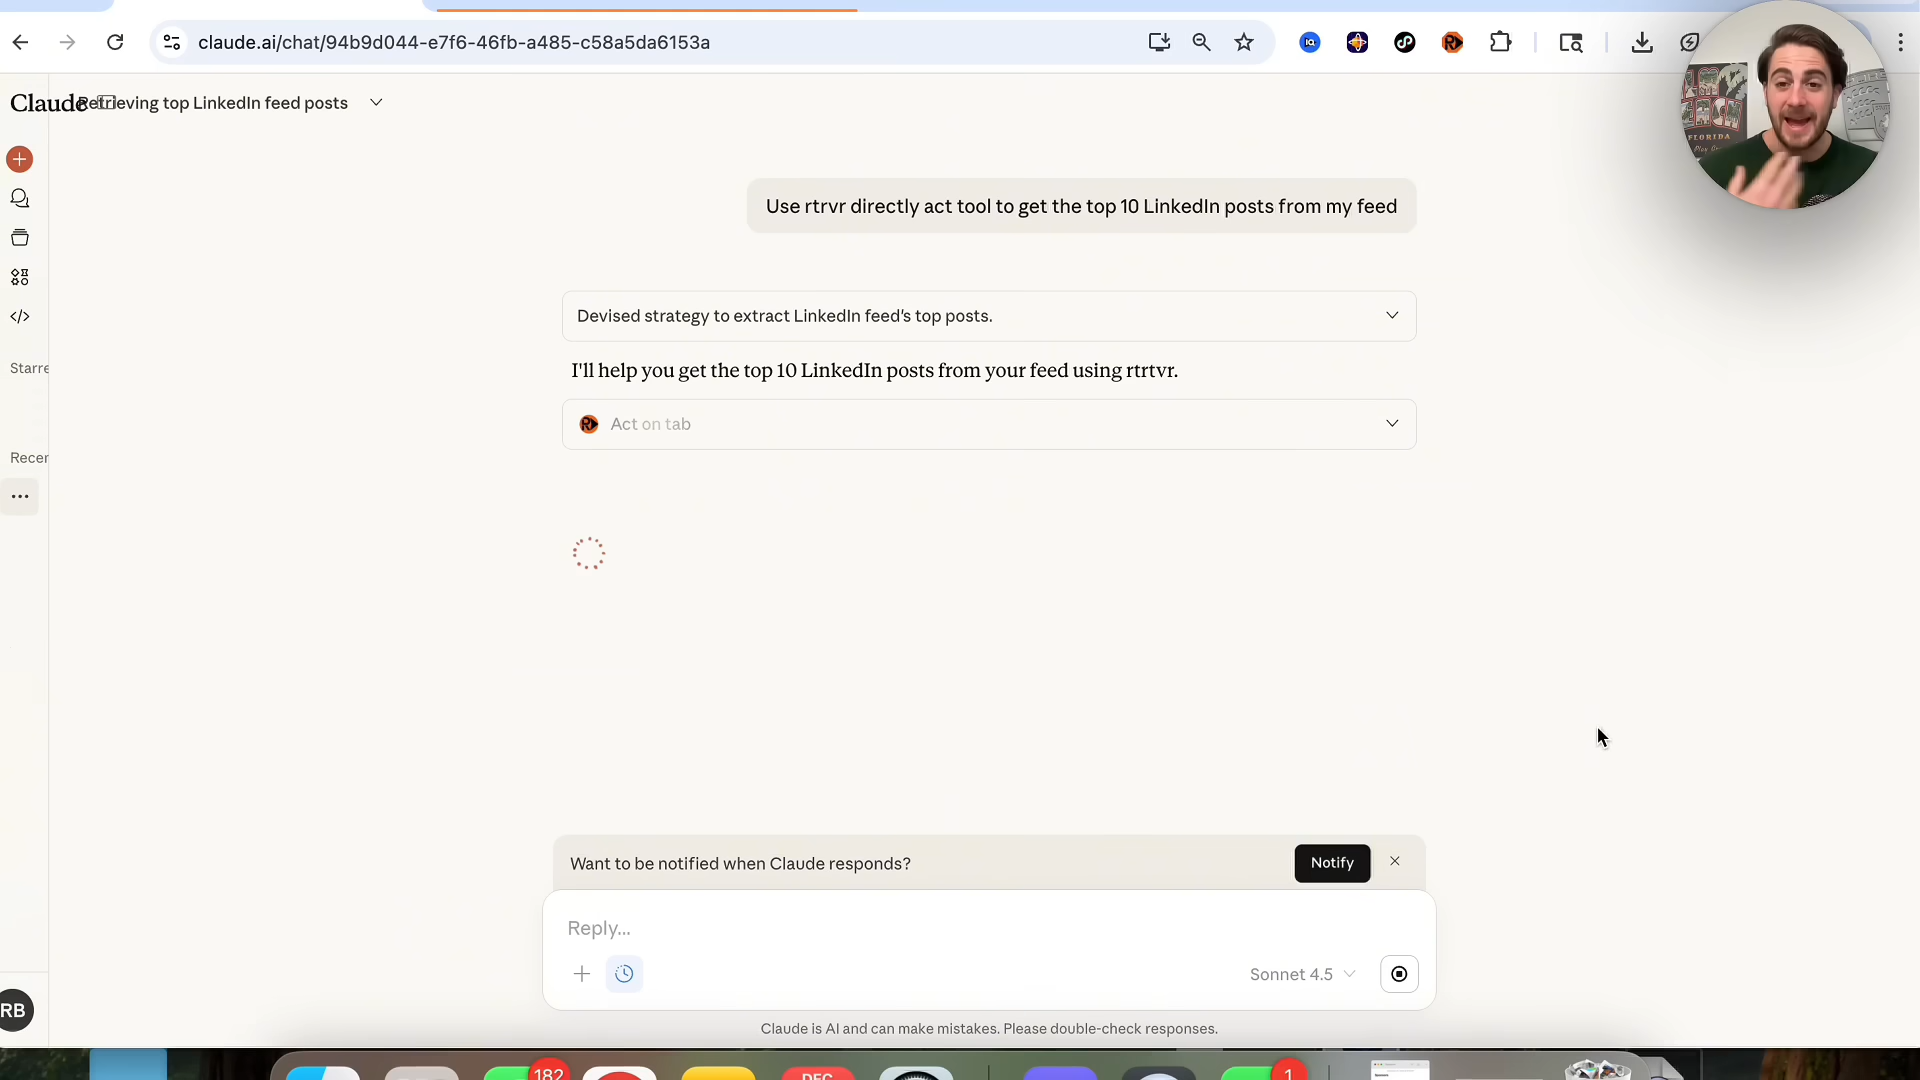 claude.ai/chat/94b9d044-e7f6-46fb-a485-c58a5da6153a
Claude
Retrieving top LinkedIn feed posts
Use rtrvr directly act tool to get the top 10 LinkedIn posts from my feed
Devised strategy to extract LinkedIn feed's top posts.
I'll help you get the top 10 LinkedIn posts from your feed using rtrtvr.
Act on tab
Starre
Recer
Want to be notified when Claude responds?
Notify
Reply...
Sonnet 4.5
RB
Claude is AI and can make mistakes. Please double-check responses.
182
DEC
1
FLORIDA